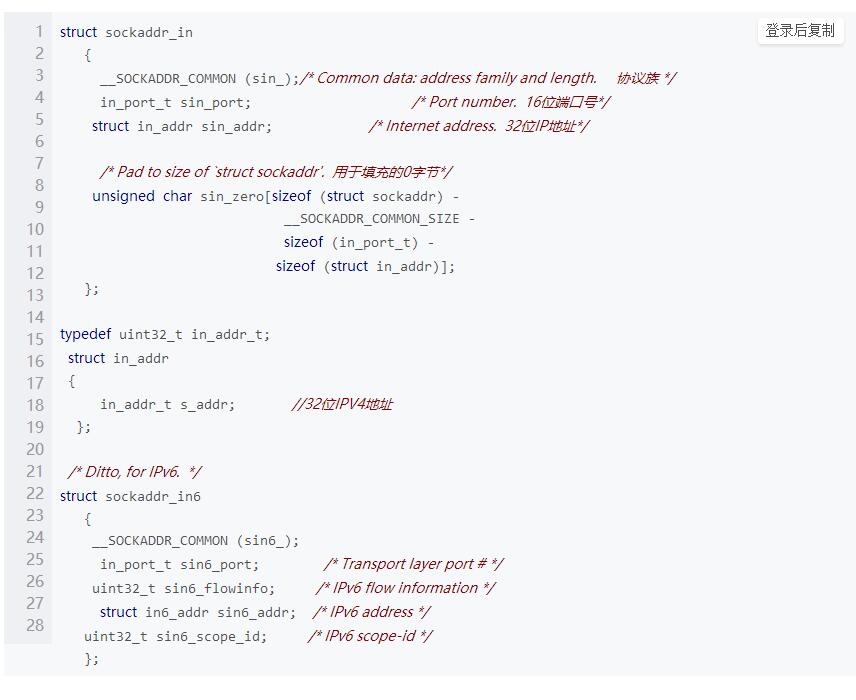 登录后复制
1 struct sockaddr_in
2 {
3 __SOCKADDR_COMMON (sin_);/* Common data: address family and length. 协议族 */
4 in_port_t sin_port; /* Port number. 16位端口号*/
5 struct in_addr sin_addr; /* Internet address. 32位IP地址*/
6
7 /* Pad to size of `struct sockaddr'. 用于填充的0字节*/
8 unsigned char sin_zero[sizeof (struct sockaddr) -
9 __SOCKADDR_COMMON_SIZE -
10 sizeof (in_port_t) -
11 sizeof (struct in_addr)];
12 };
13
14 typedef uint32_t in_addr_t;
15 struct in_addr
16 {
17 in_addr_t s_addr; //32位IPV4地址
18 };
19
20 /* Ditto, for IPv6. */
21 struct sockaddr_in6
22 {
23 __SOCKADDR_COMMON (sin6_);
24 in_port_t sin6_port; /* Transport layer port # */
25 uint32_t sin6_flowinfo; /* IPv6 flow information */
26 struct in6_addr sin6_addr; /* IPv6 address */
27 uint32_t sin6_scope_id; /* IPv6 scope-id */
28 };